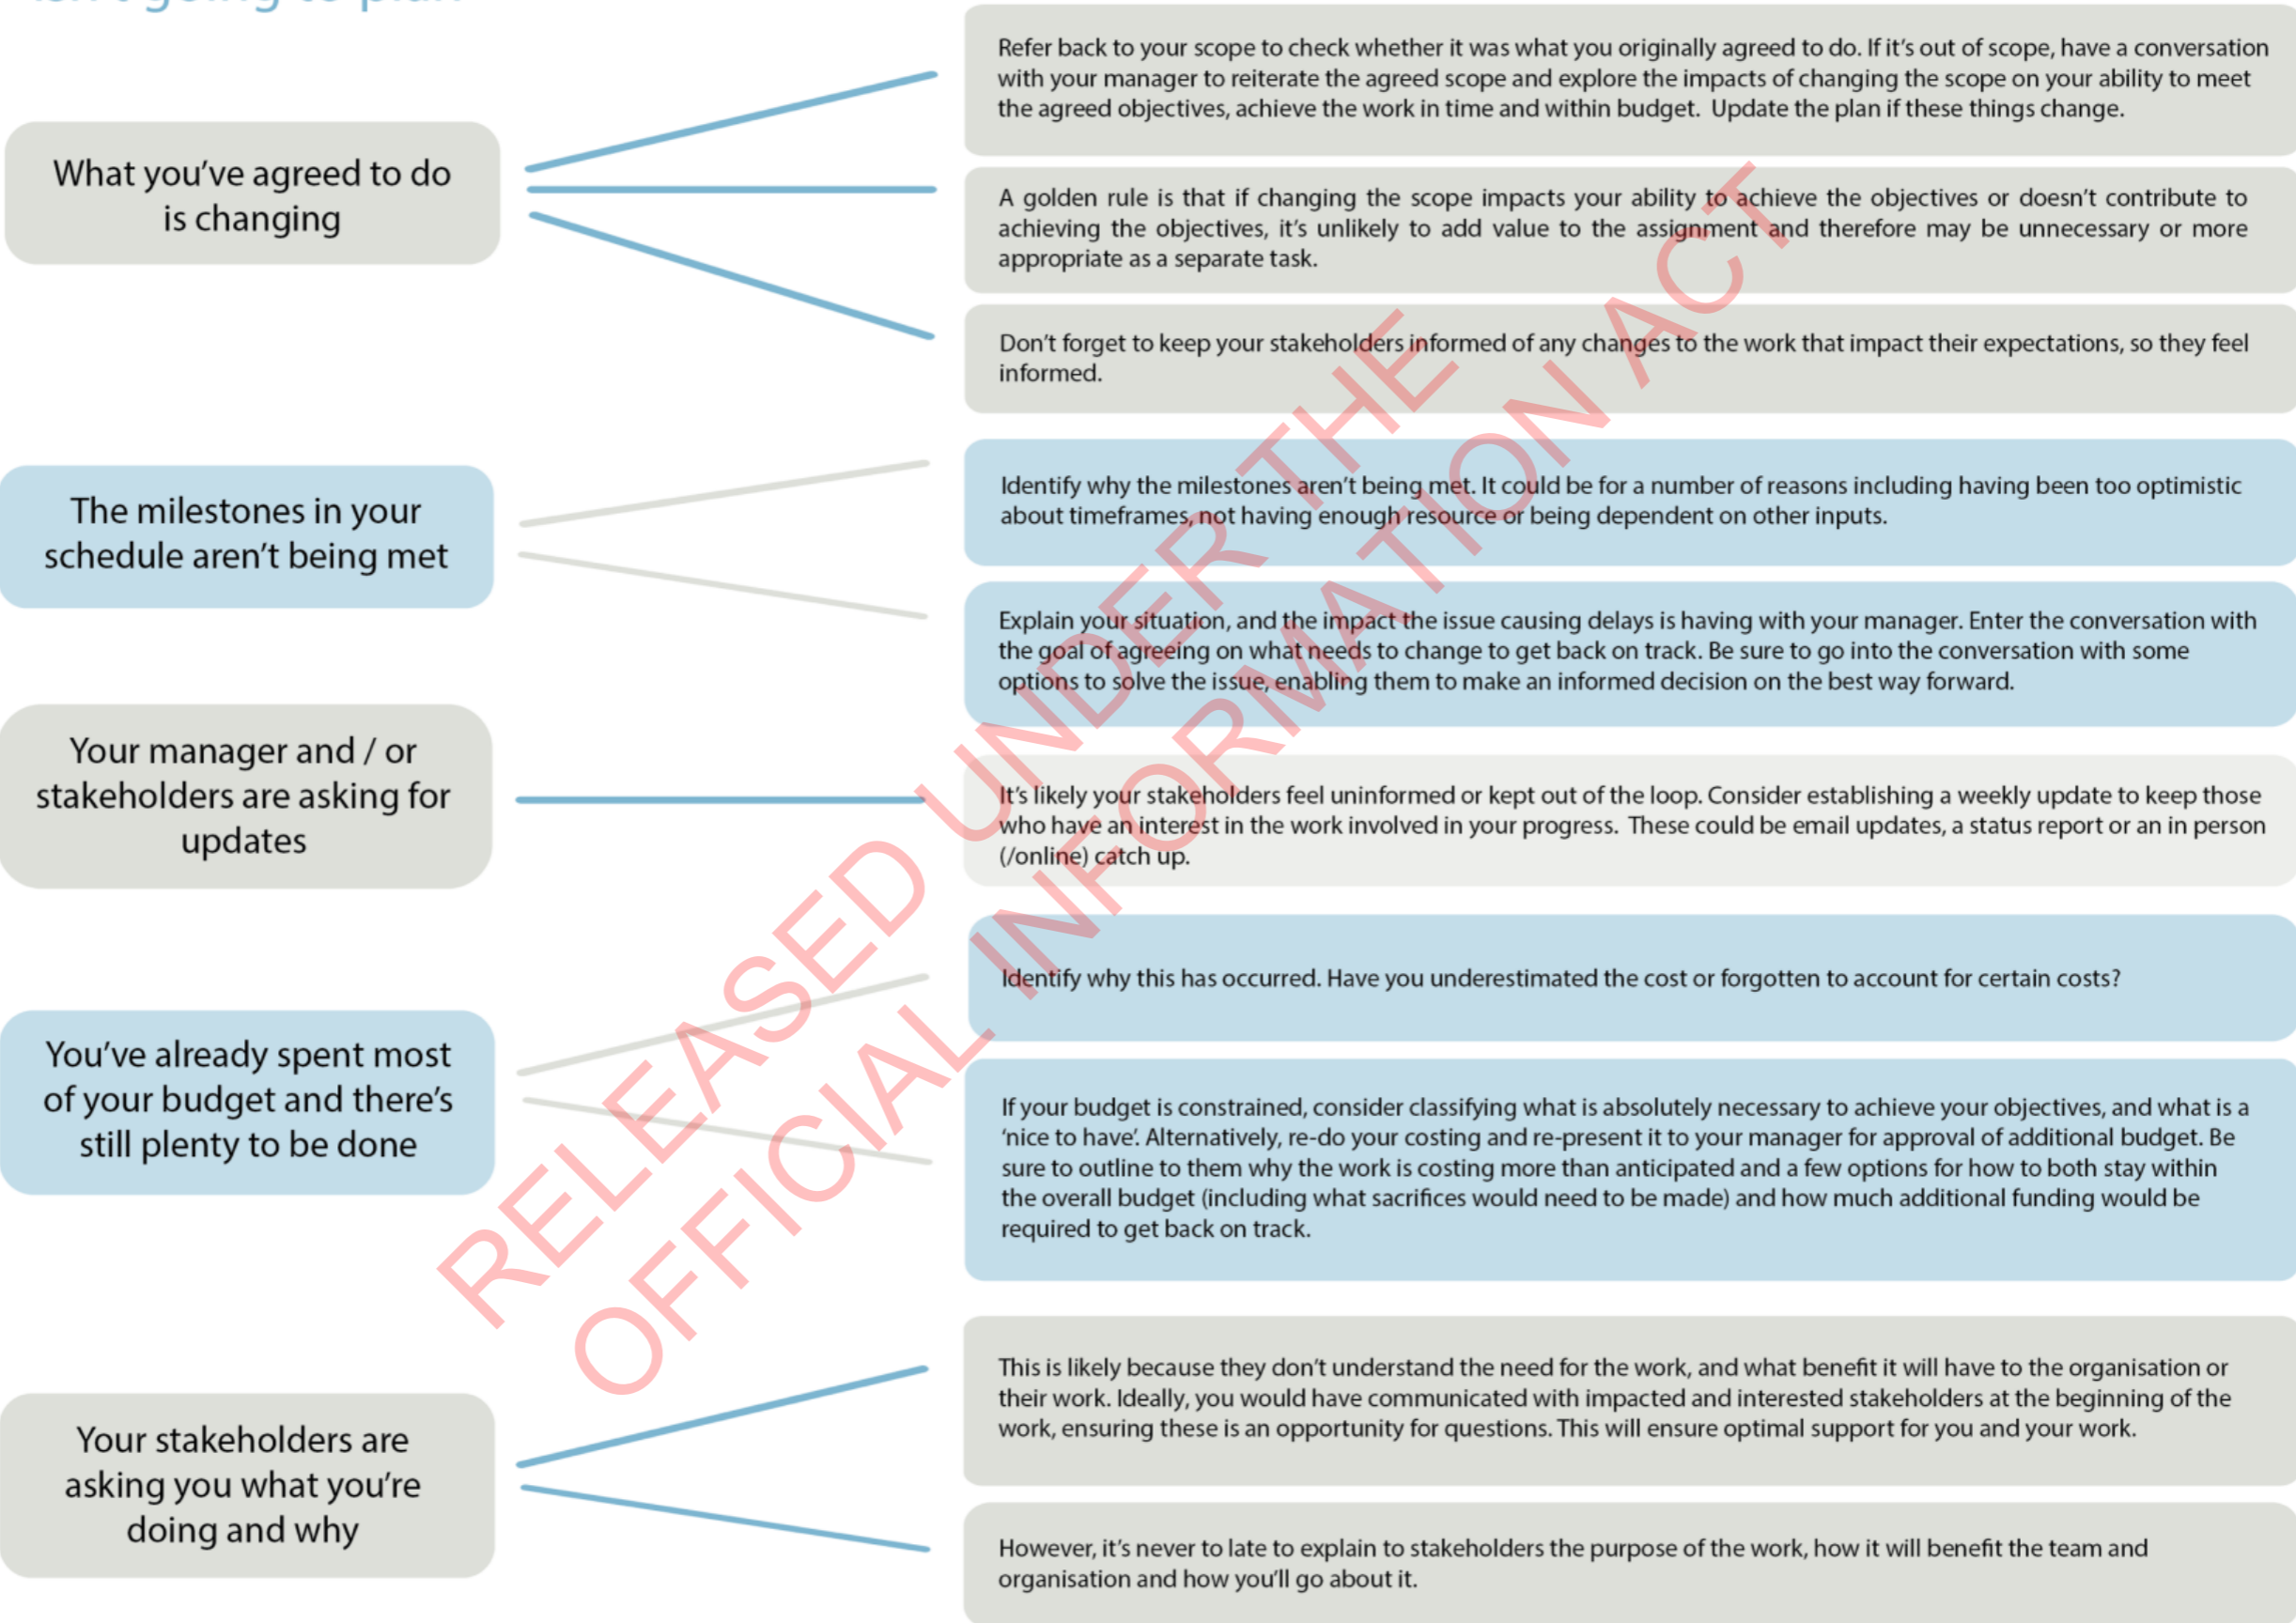 isn't going to plan
What you've agreed to do
is changing
Refer back to your scope to check whether it was what you originally agreed to do. If it's out of scope, have a conversation
with your manager to reiterate the agreed scope and explore the impacts of changing the scope on your ability to meet
the agreed objectives, achieve the work in time and within budget.  Update the plan if these things change.
A golden rule is that if changing the scope impacts your ability to achieve the objectives or doesn't contribute to
achieving the objectives, it's unlikely to add value to the assignment and therefore may be unnecessary or more
appropriate as a separate task.
Don't forget to keep your stakeholders informed of any changes to the work that impact their expectations, so they feel
informed.
The milestones in your
schedule aren't being met
Identify why the milestones aren't being met. It could be for a number of reasons including having been too optimistic
about timeframes, not having enough resource or being dependent on other inputs.
Explain your situation, and the impact the issue causing delays is having with your manager. Enter the conversation with
the goal of agreeing on what needs to change to get back on track. Be sure to go into the conversation with some
options to solve the issue, enabling them to make an informed decision on the best way forward.
Your manager and / or
stakeholders are asking for
updates
It's likely your stakeholders feel uninformed or kept out of the loop. Consider establishing a weekly update to keep those
who have an interest in the work involved in your progress.  These could be email updates, a status report or an in person
(/online) catch up.
You've already spent most
of your budget and there's
still plenty to be done
Identify why this has occurred. Have you underestimated the cost or forgotten to account for certain costs?
If your budget is constrained, consider classifying what is absolutely necessary to achieve your objectives, and what is a
'nice to have'. Alternatively, re-do your costing and re-present it to your manager for approval of additional budget. Be
sure to outline to them why the work is costing more than anticipated and a few options for how to both stay within
the overall budget (including what sacrifices would need to be made) and how much additional funding would be
required to get back on track.
Your stakeholders are
asking you what you're
doing and why
This is likely because they don't understand the need for the work, and what benefit it will have to the organisation or
their work. Ideally, you would have communicated with impacted and interested stakeholders at the beginning of the
work, ensuring these is an opportunity for questions. This will ensure optimal support for you and your work.
However, it's never to late to explain to stakeholders the purpose of the work, how it will benefit the team and
organisation and how you'll go about it.
RELEASED UNDER THE
OFFICIAL INFORMATION ACT